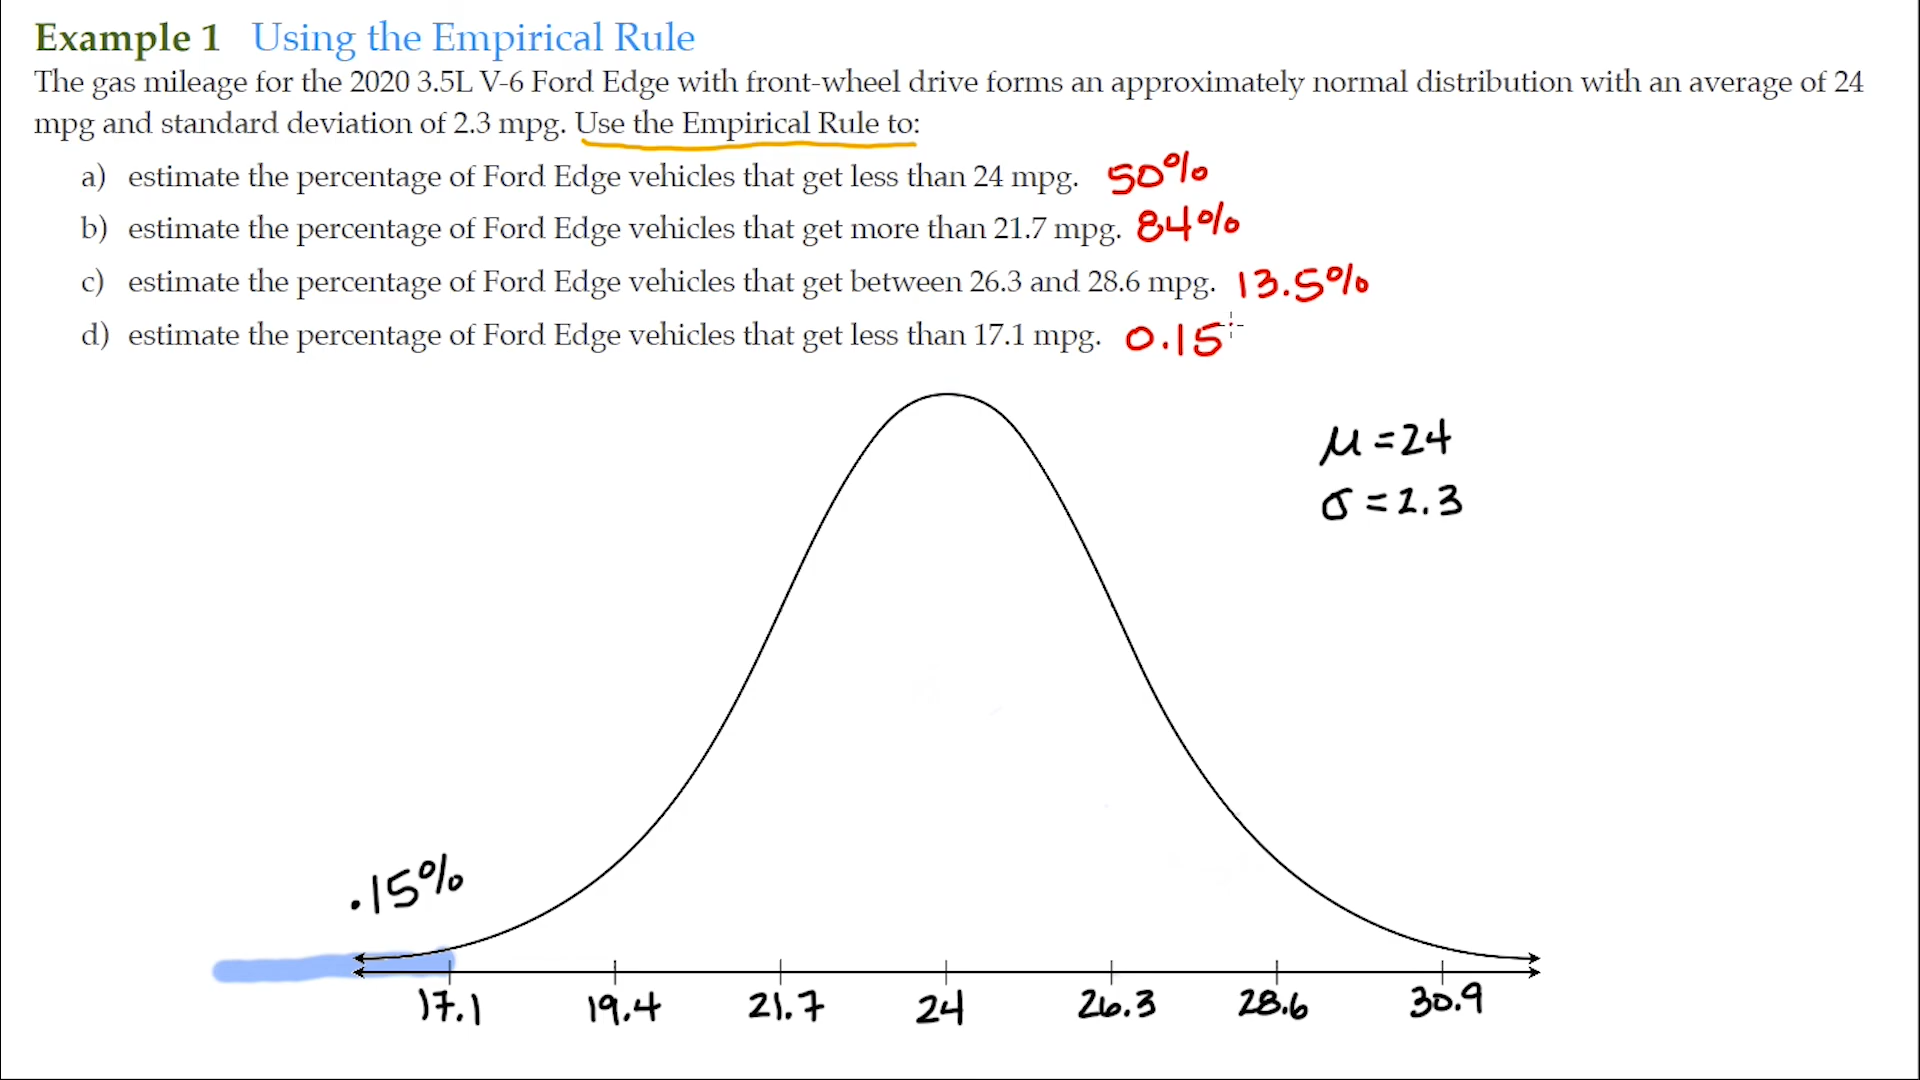 Example 1 Using the Empirical Rule
The gas mileage for the 2020 3.5L V-6 Ford Edge with front-wheel drive forms an approximately normal distribution with an average of 24
mpg and standard deviation of 2.3 mpg. Use the Empirical Rule to:
a) estimate the percentage of Ford Edge vehicles that get less than 24 mpg. 50%
b) estimate the percentage of Ford Edge vehicles that get more than 21.7 mpg. 84%
c) estimate the percentage of Ford Edge vehicles that get between 26.3 and 28.6 mpg. 13.5%
d) estimate the percentage of Ford Edge vehicles that get less than 17.1 mpg. 0.15
μ = 24
σ = 2.3
.15%
17.1 19.4 21.7 24 26.3 28.6 30.9